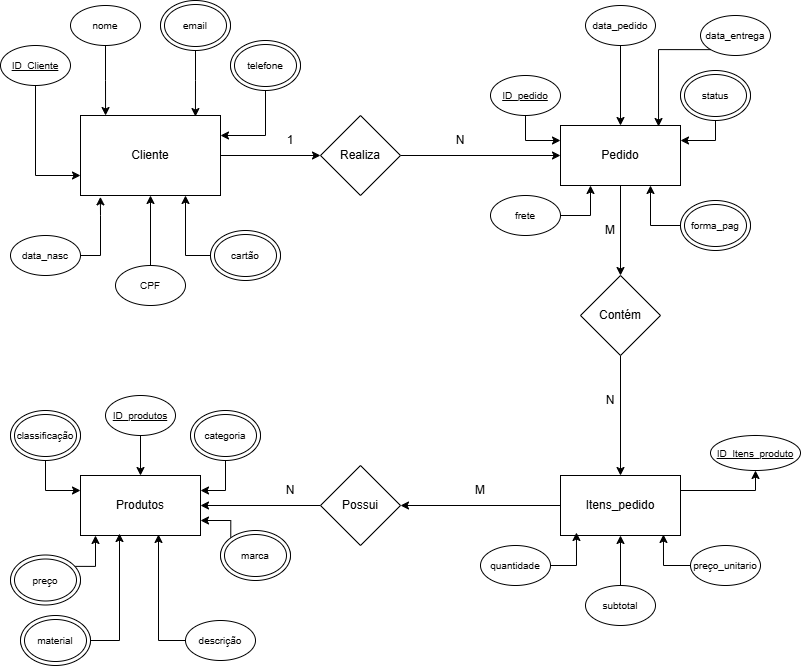 nome
email
data_pedido
data_entrega
ID_Cliente
telefone
ID_pedido
status
Cliente
1
Realiza
N
Pedido
data_nasc
CPF
cartão
frete
M
forma_pag
Contém
N
classificação
ID_produtos
categoria
ID_Itens_produto
Produtos
N
Possui
M
Itens_pedido
preço
marca
quantidade
preço_unitario
subtotal
material
descrição